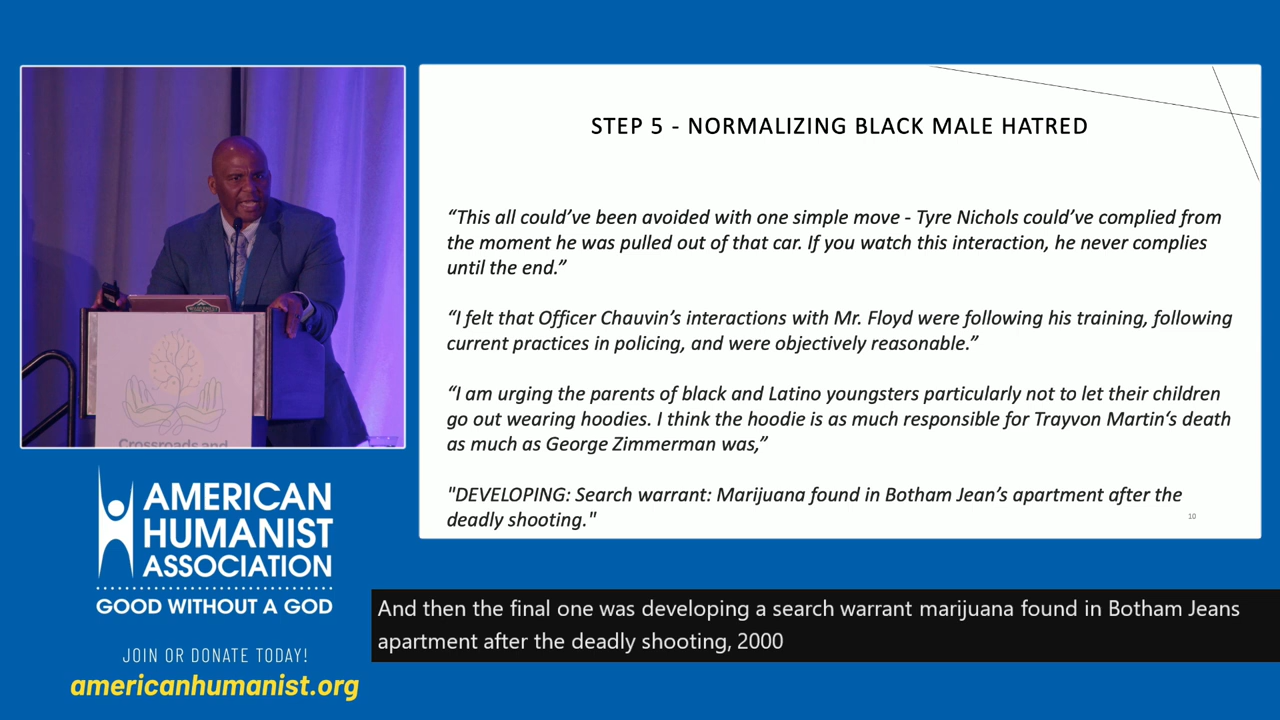 STEP 5 - NORMALIZING BLACK MALE HATRED
“This all could’ve been avoided with one simple move - Tyre Nichols could’ve complied from
the moment he was pulled out of that car. If you watch this interaction, he never complies
until the end.”
“I felt that Officer Chauvin’s interactions with Mr. Floyd were following his training, following
current practices in policing, and were objectively reasonable.”
“I am urging the parents of black and Latino youngsters particularly not to let their children
go out wearing hoodies. I think the hoodie is as much responsible for Trayvon Martin‘s death
as much as George Zimmerman was,”
"DEVELOPING: Search warrant: Marijuana found in Botham Jean’s apartment after the
deadly shooting."
10
Crossroads and
AMERICAN
HUMANIST
ASSOCIATION
GOOD WITHOUT A GOD
JOIN OR DONATE TODAY!
americanhumanist.org
And then the final one was developing a search warrant marijuana found in Botham Jeans
apartment after the deadly shooting, 2000